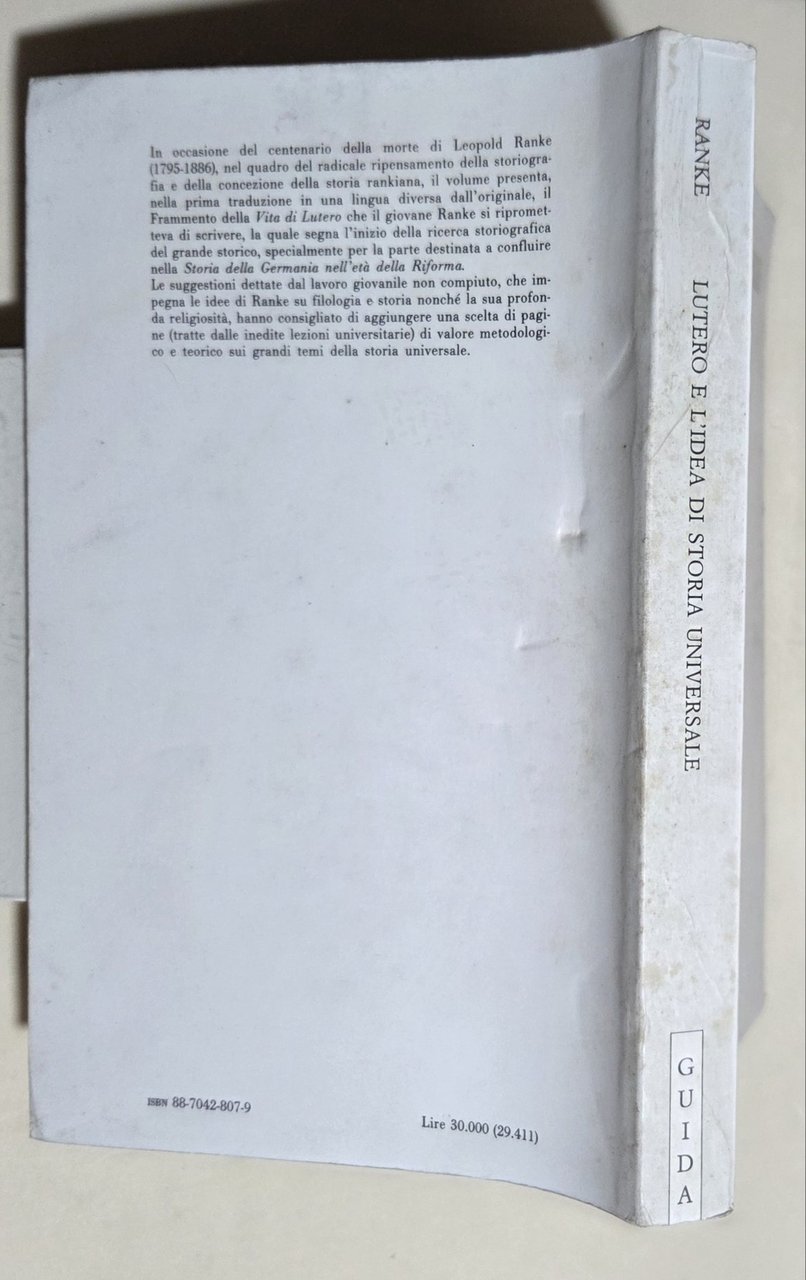 In occasione del centenario della morte di Leopold Ranke
(1795-1886), nel quadro del radicale ripensamento della storiogra-
fia e della concezione della storia rankiana, il volume presenta,
nella prima traduzione in una lingua diversa dall'originale, il
Frammento della Vita di Lutero che il giovane Ranke si ripromet-
teva di scrivere, la quale segna l'inizio della ricerca storiografica
del grande storico, specialmente per la parte destinata a confluire
nella Storia della Germania nell'età della Riforma.
Le suggestioni dettate dal lavoro giovanile non compiuto, che im-
pegna le idee di Ranke su filologia e storia nonché la sua profon-
da religiosità, hanno consigliato di aggiungere una scelta di pagi-
ne (tratte dalle inedite lezioni universitarie) di valore metodologi-
co e teorico sui grandi temi della storia universale.
ISBN 88-7042-807-9
Lire 30.000 (29.411)
RANKE LUTERO E L'IDEA DI STORIA UNIVERSALE
GUIDA